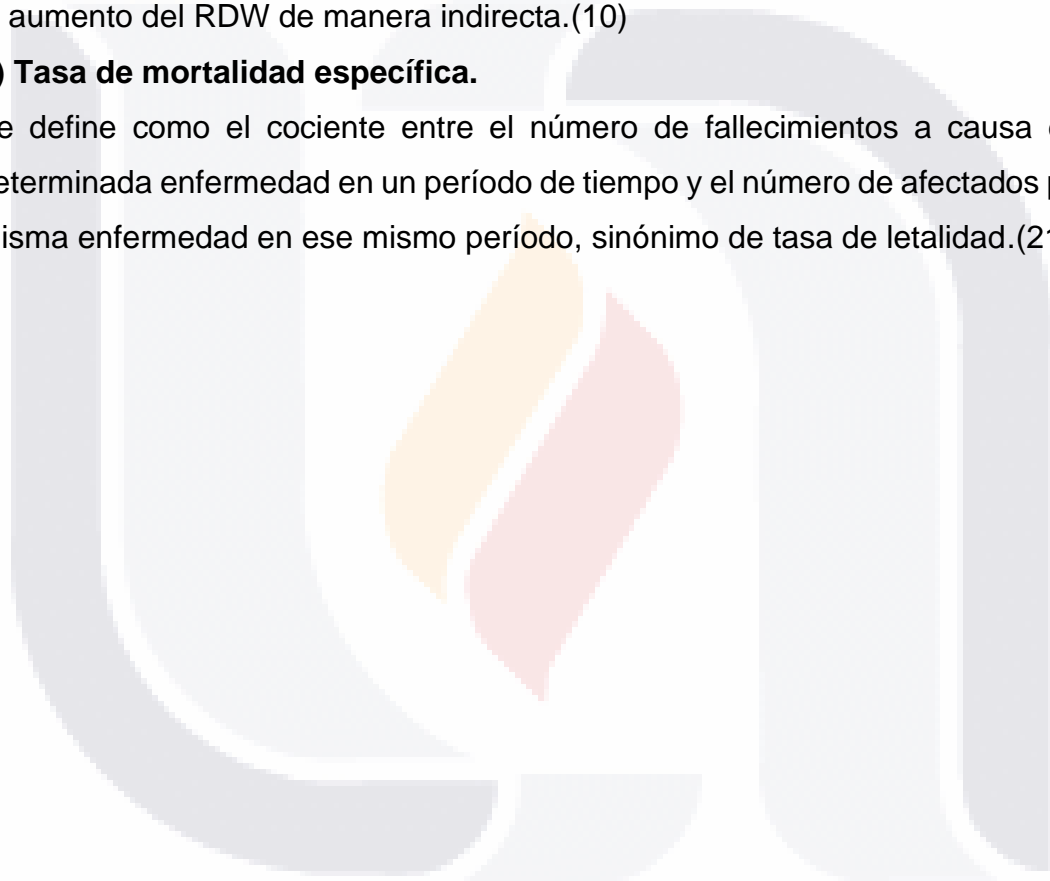 aumento del RDW de manera indirecta.(10)
) Tasa de mortalidad específica.
e define como el cociente entre el número de fallecimientos a causa
eterminada enfermedad en un período de tiempo y el número de afectados
isma enfermedad en ese mismo período, sinónimo de tasa de letalidad.(21